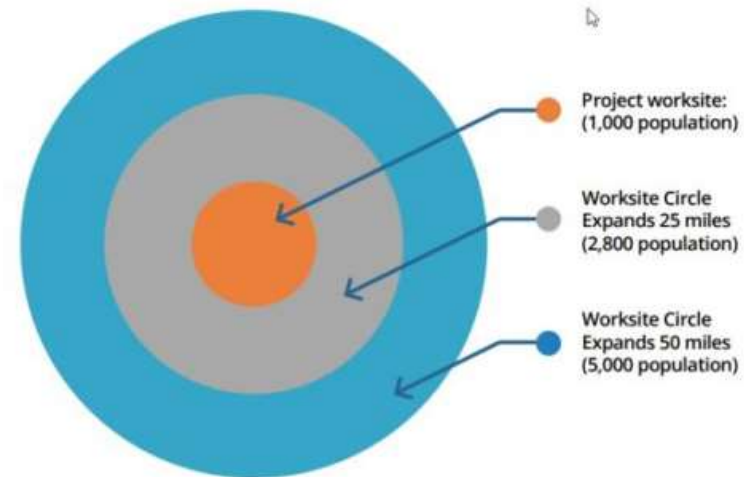 Project worksite:
(1,000 population)
Worksite Circle
Expands 25 miles
(2,800 population)
Worksite Circle
Expands 50 miles
(5,000 population)